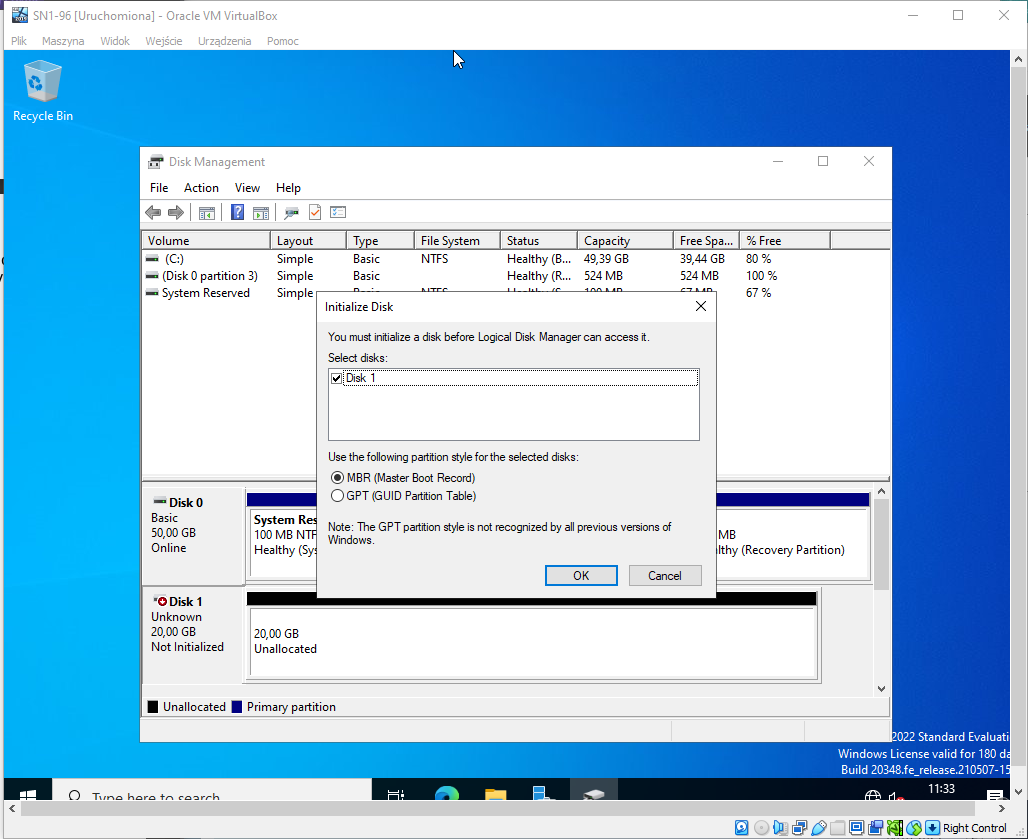 SN1-96 [Uruchomiona] - Oracle VM VirtualBox
Plik Maszyna Widok Wejście Urządzenia Pomoc
Recycle Bin
Disk Management
File Action View Help
Volume Layout Type File System Status Capacity Free Spa... % Free
(C:) Simple Basic NTFS Healthy (B... 49,39 GB 39,44 GB 80 %
(Disk 0 partition 3) Simple Basic Healthy (R... 524 MB 524 MB 100 %
System Reserved Simple 67 %
Initialize Disk
You must initialize a disk before Logical Disk Manager can access it.
Select disks:
Disk 1
Use the following partition style for the selected disks:
MBR (Master Boot Record)
GPT (GUID Partition Table)
Note: The GPT partition style is not recognized by all previous versions of
Windows.
OK Cancel
Disk 0
Basic
50,00 GB
Online
System Res
100 MB NTF
Healthy (Sys
MB
lthy (Recovery Partition)
Disk 1
Unknown
20,00 GB
Not Initialized
20,00 GB
Unallocated
Unallocated Primary partition
2022 Standard Evaluati
Windows License valid for 180 da
Build 20348.fe_release.210507-15
Type here to search
11:33
Right Control